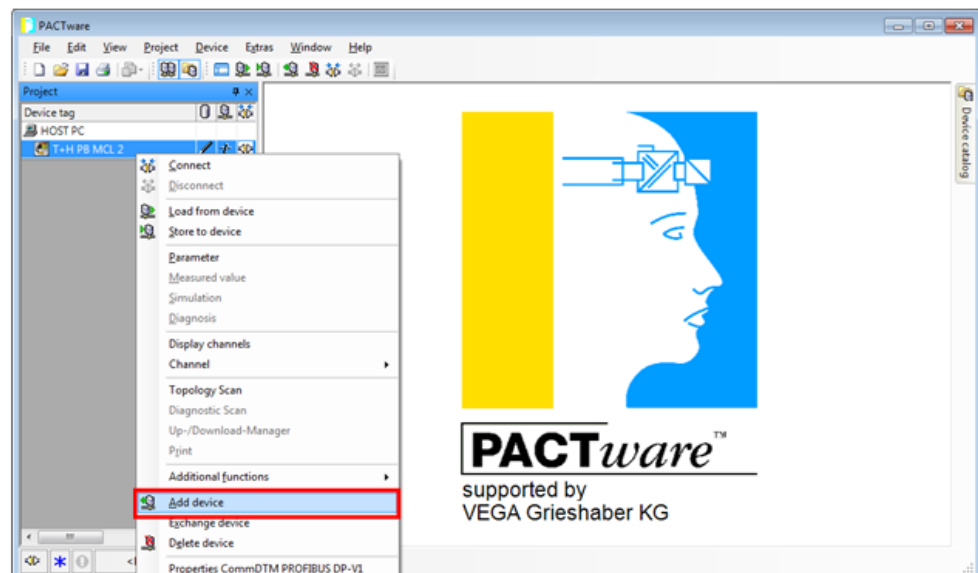 PACTware
File Edit View Project Device Extras Window Help
Project
Device tag
HOST PC
T+H PB MCL 2
Connect
Disconnect
Load from device
Store to device
Parameter
Measured value
Simulation
Diagnosis
Display channels
Channel
Topology Scan
Diagnostic Scan
Up-/Download-Manager
Print
Additional functions
Add device
Exchange device
Delete device
Properties CommDTM PROFIBUS DP-V1
Device catalog
PACTware™
supported by
VEGA Grieshaber KG